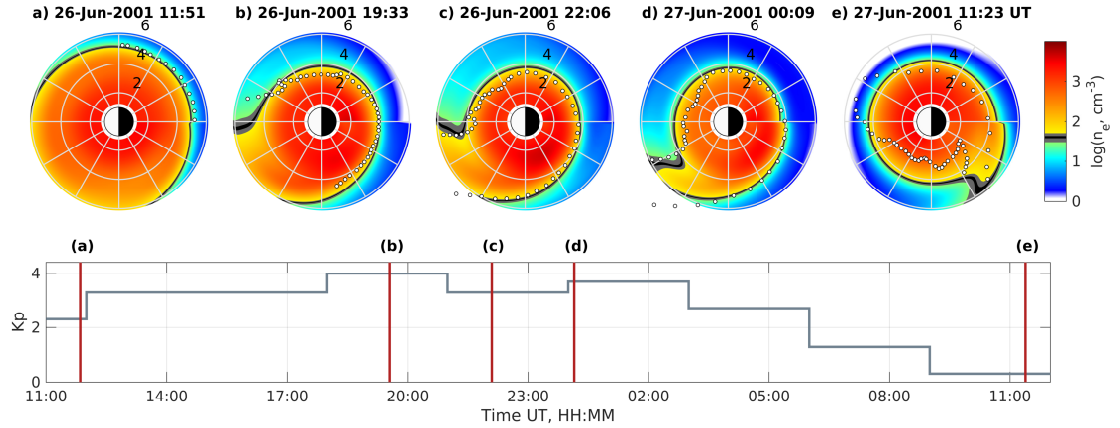 a) 26-Jun-2001 11:51
b) 26-Jun-2001 19:33
c) 26-Jun-2001 22:06
d) 27-Jun-2001 00:09
e) 27-Jun-2001 11:23 UT
6
4
2
6
4
2
6
4
2
6
4
2
6
4
2
3
2
1
0
log(nₑ, cm⁻³)
(a)
(b)
(c)
(d)
(e)
4
2
0
Kp
11:00
14:00
17:00
20:00
23:00
02:00
05:00
08:00
11:00
Time UT, HH:MM